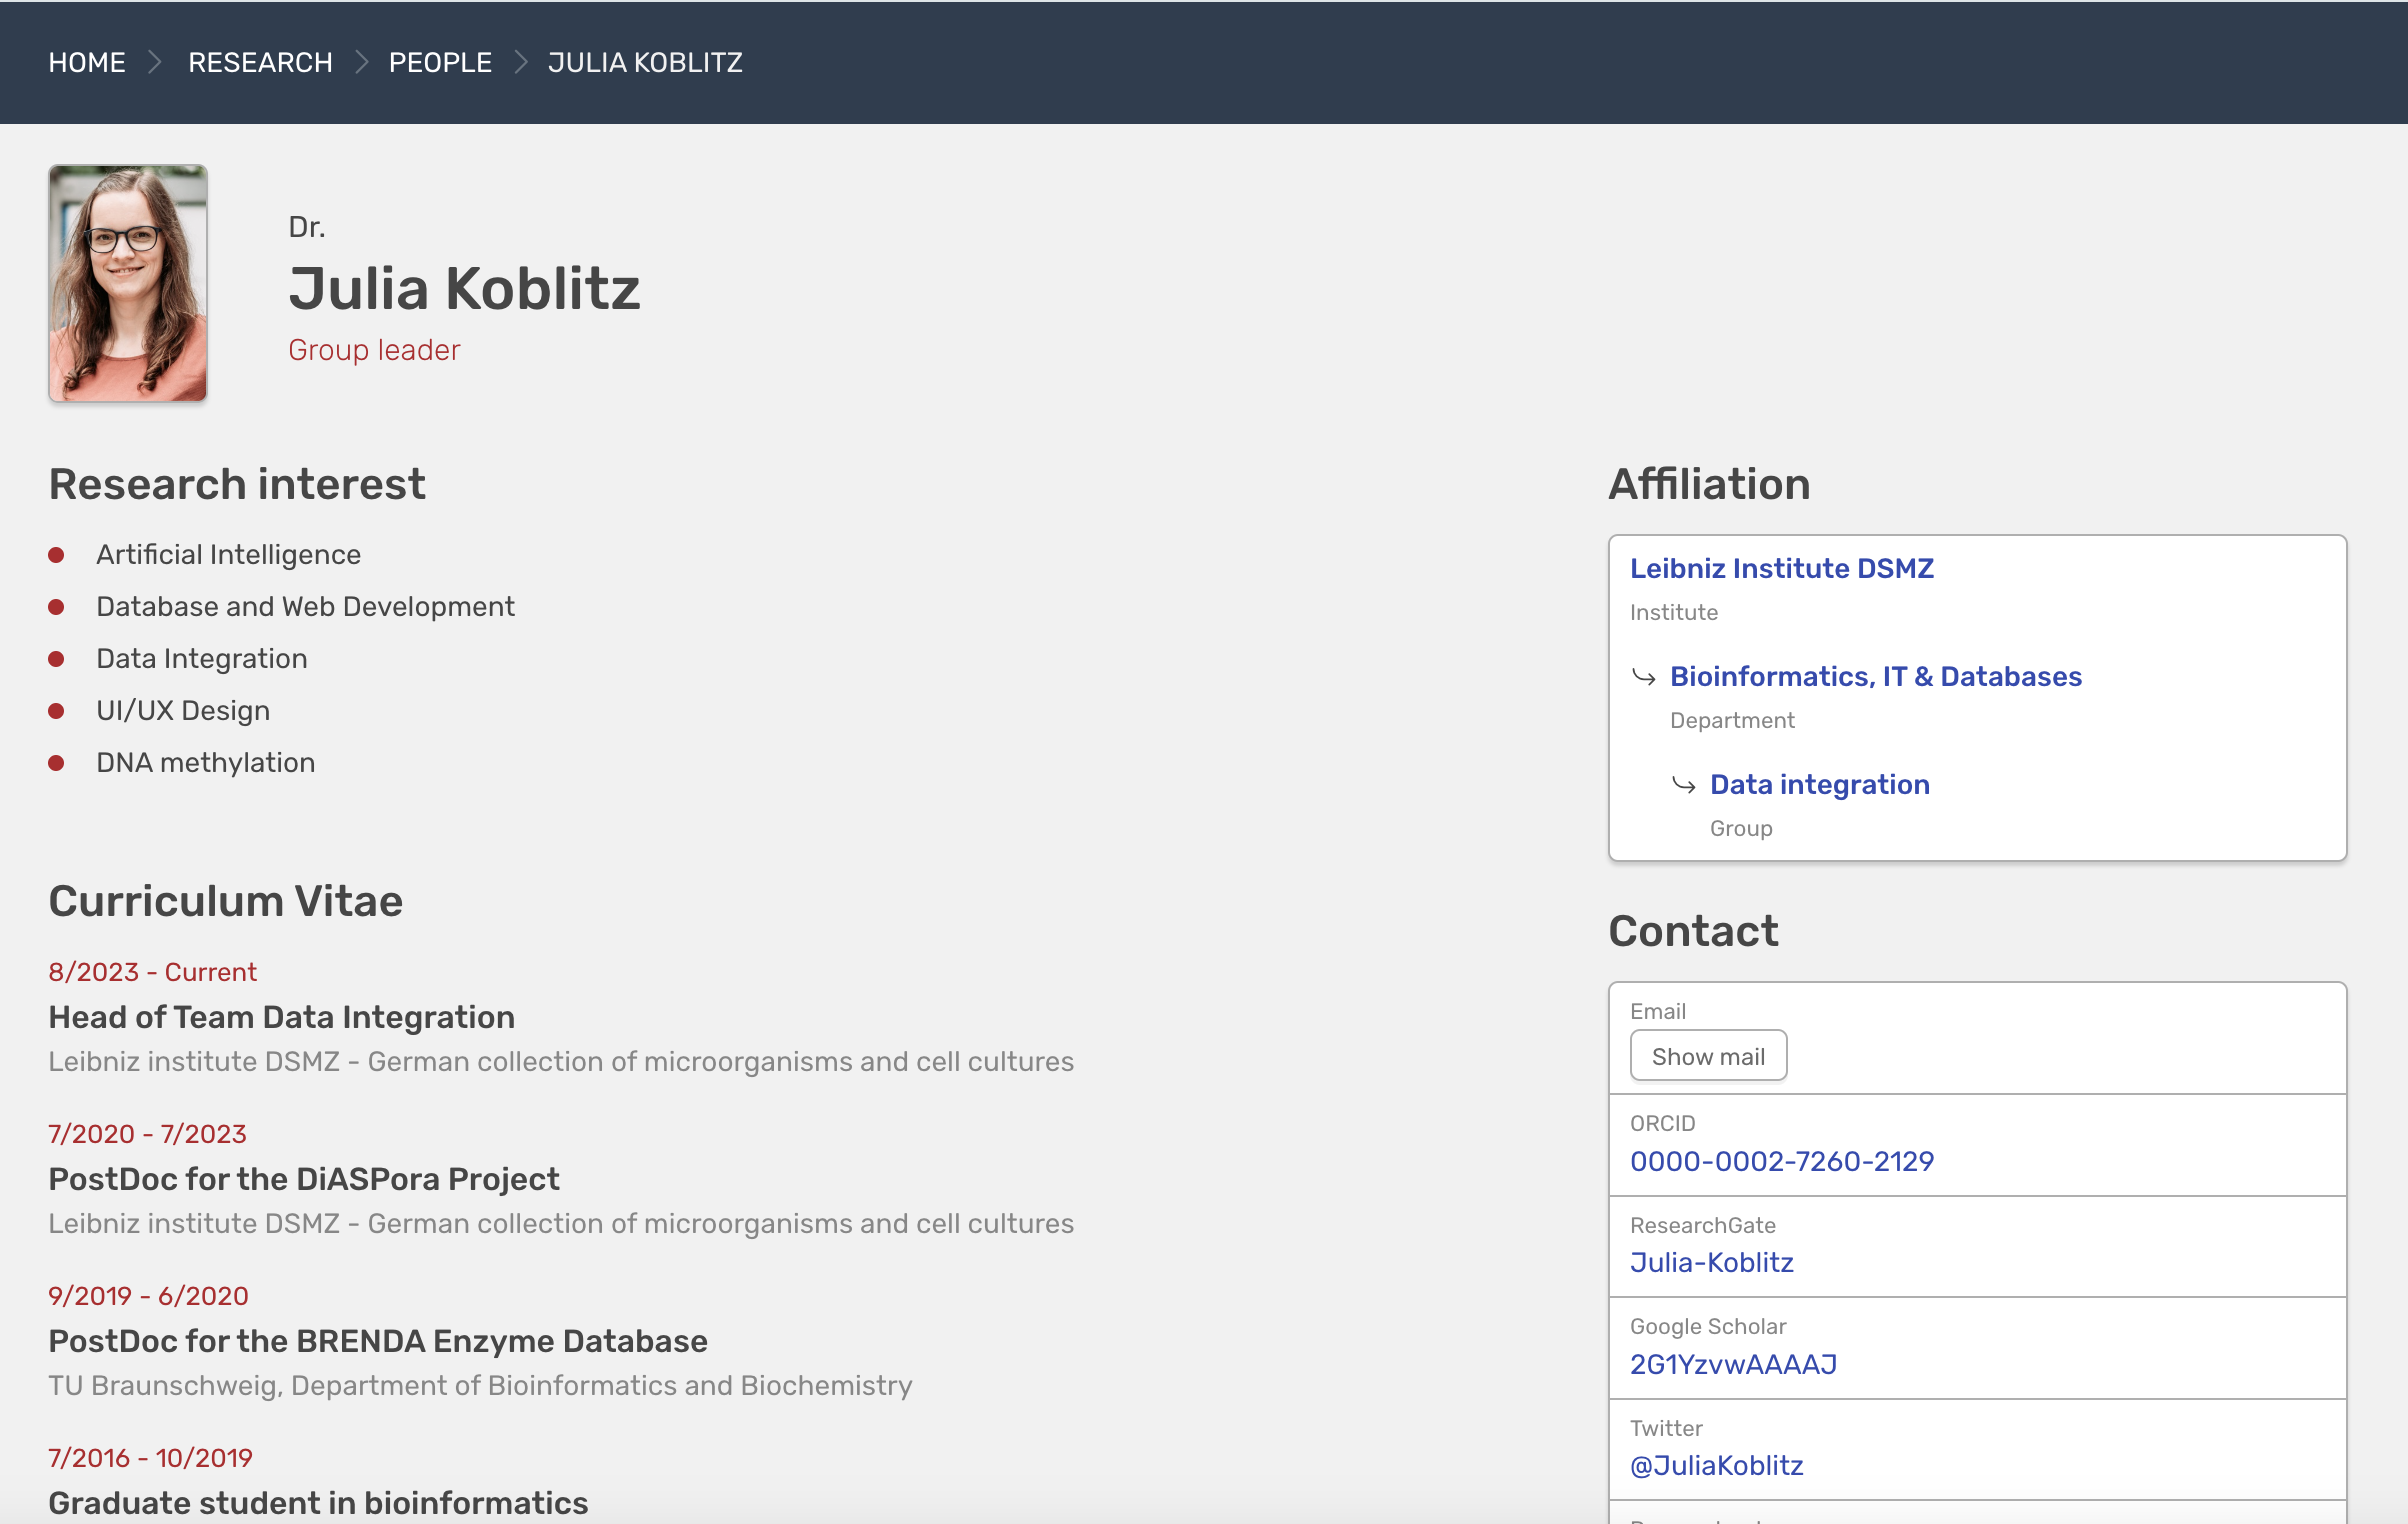 HOME
RESEARCH
PEOPLE
JULIA KOBLITZ
Dr.
Julia Koblitz
Group leader
Research interest
Artificial Intelligence
Database and Web Development
Data Integration
UI/UX Design
DNA methylation
Curriculum Vitae
8/2023 - Current
Head of Team Data Integration
Leibniz institute DSMZ - German collection of microorganisms and cell cultures
7/2020 - 7/2023
PostDoc for the DiASPora Project
Leibniz institute DSMZ - German collection of microorganisms and cell cultures
9/2019 - 6/2020
PostDoc for the BRENDA Enzyme Database
TU Braunschweig, Department of Bioinformatics and Biochemistry
7/2016 - 10/2019
Graduate student in bioinformatics
Affiliation
Leibniz Institute DSMZ
Institute
Bioinformatics, IT & Databases
Department
Data integration
Group
Contact
Email
Show mail
ORCID
0000-0002-7260-2129
ResearchGate
Julia-Koblitz
Google Scholar
2G1YzvwAAAAJ
Twitter
@JuliaKoblitz